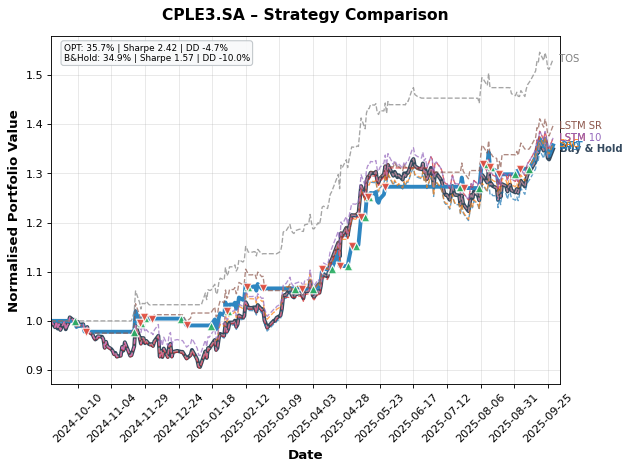 CPLE3.SA – Strategy Comparison
OPT: 35.7% | Sharpe 2.42 | DD -4.7%
B&Hold: 34.9% | Sharpe 1.57 | DD -10.0%
TOS
LSTM SR
LSTM 10
Buy & Hold
Normalised Portfolio Value
1.5
1.4
1.3
1.2
1.1
1.0
0.9
2024-10-10
2024-11-04
2024-11-29
2024-12-24
2025-01-18
2025-02-12
2025-03-09
2025-04-03
2025-04-28
2025-05-23
2025-06-17
2025-07-12
2025-08-06
2025-08-31
2025-09-25
Date